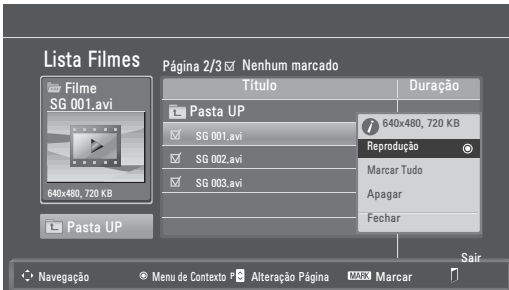 Lista Filmes
Página 2/3 Nenhum marcado
Filme
SG 001.avi
640x480, 720 KB
Pasta UP
Título Duração
Pasta UP
SG 001.avi
SG 002.avi
SG 003.avi
640x480, 720 KB
Reprodução
Marcar Tudo
Apagar
Fechar
Navegação Menu de Contexto P Alteração Página MARK Marcar Sair